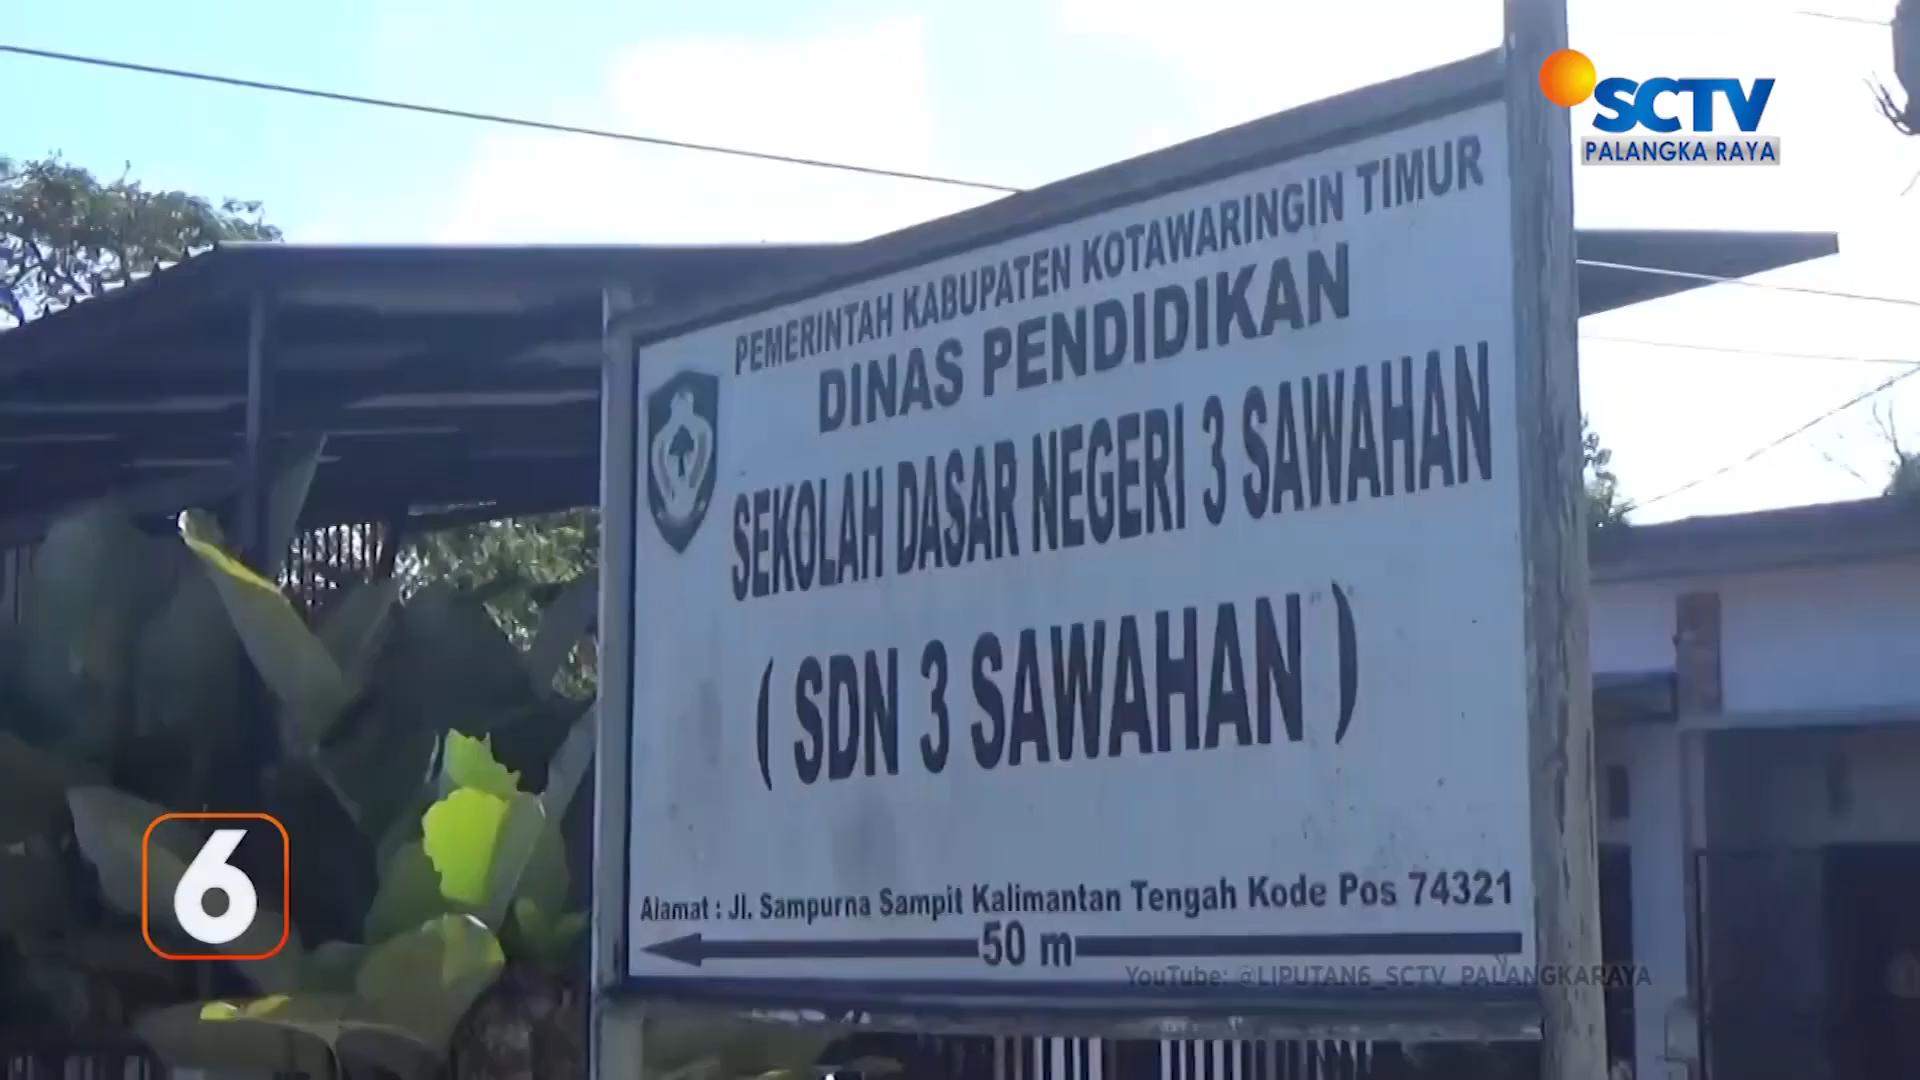 SCTV
PALANGKA RAYA
PEMERINTAH KABUPATEN KOTAWARINGIN TIMUR
DINAS PENDIDIKAN
SEKOLAH DASAR NEGERI 3 SAWAHAN
( SDN 3 SAWAHAN )
Alamat : Jl. Sampurna Sampit Kalimantan Tengah Kode Pos 74321
50 m
YouTube: @LIPUTAN6_SCTV_PALANGKARAYA
6